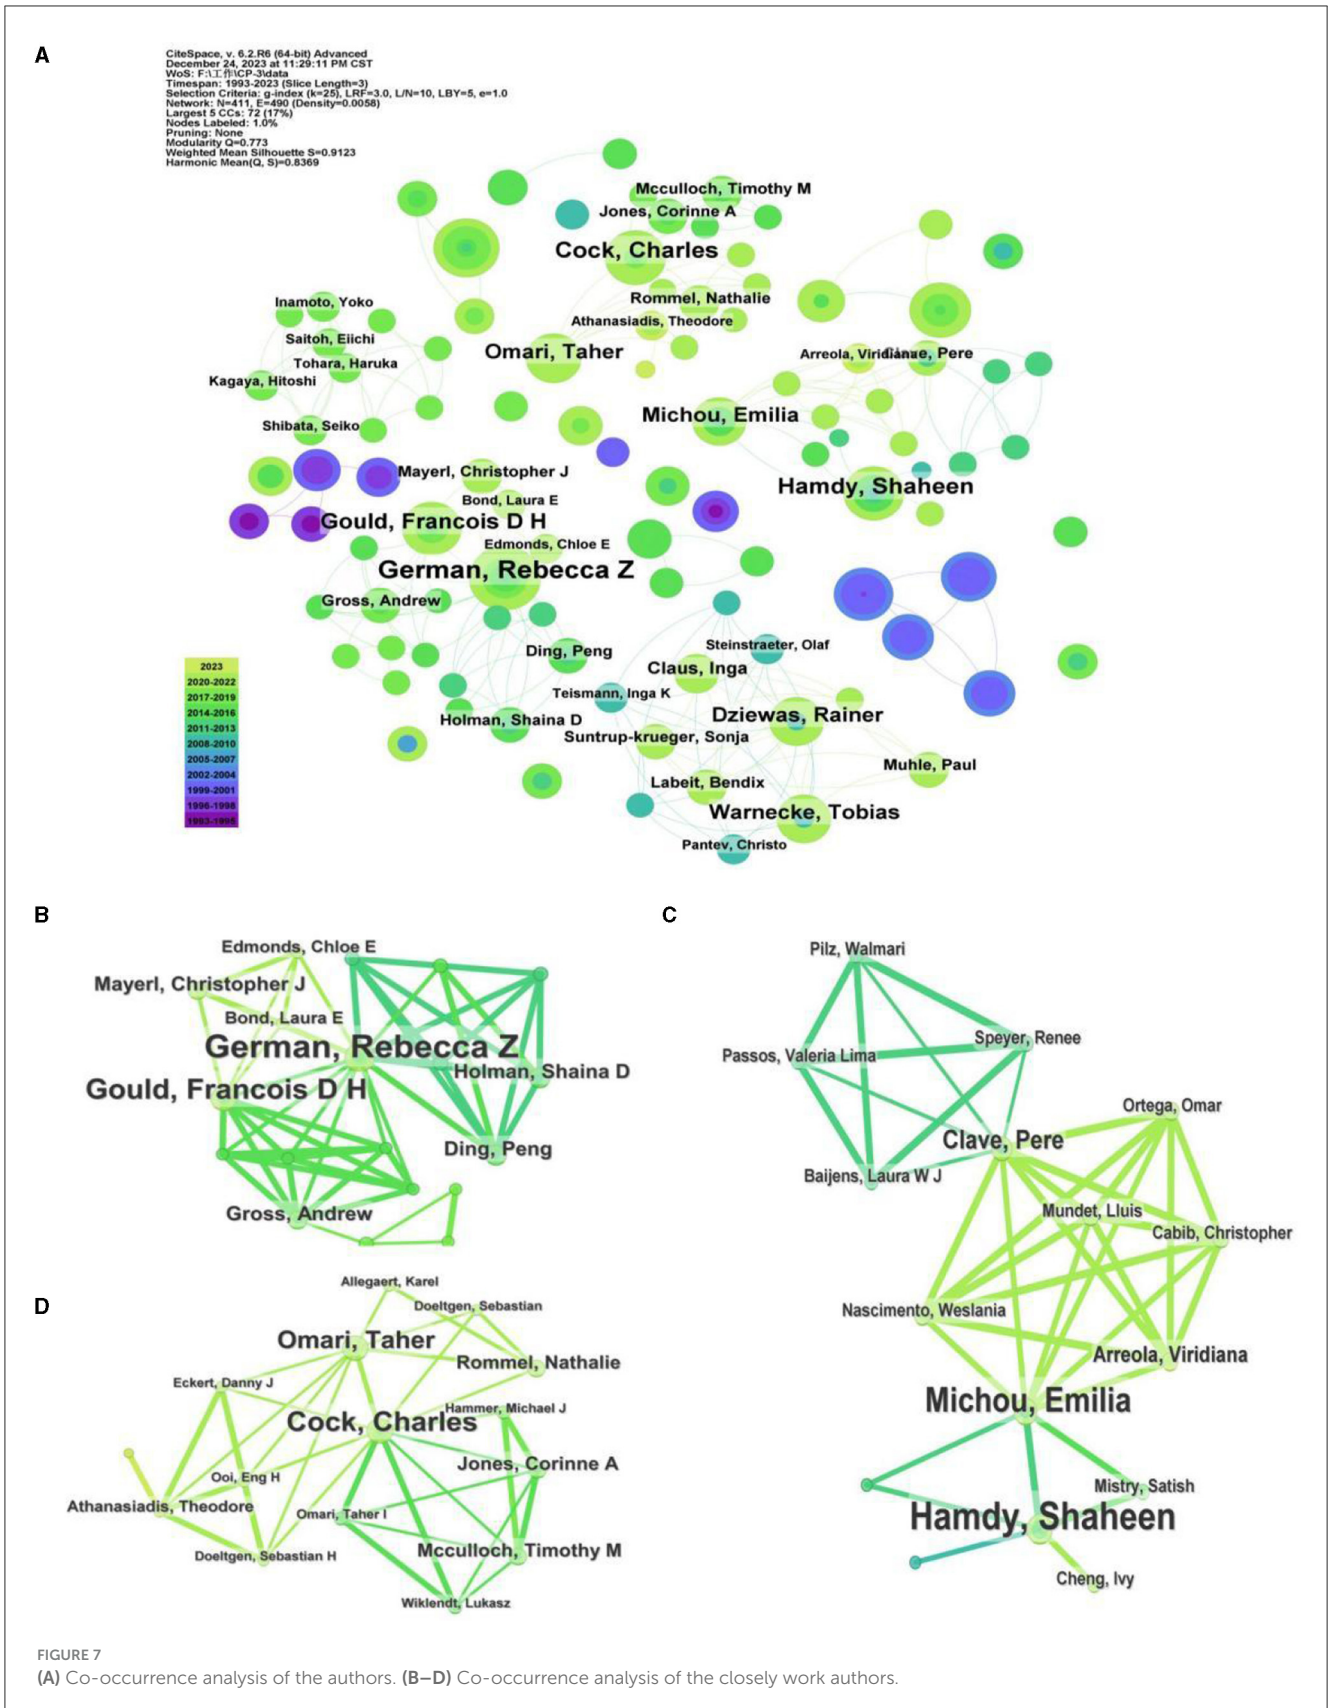 A
CiteSpace, v. 6.2.R6 (64-bit) Advanced
December 24, 2023 at 11:29:11 PM CST
WoS: F:\工作\CP-3\data
Timespan: 1993-2023 (Slice Length=3)
Selection Criteria: g-index (k=25), LRF=3.0, L/N=10, LBY=5, e=1.0
Network: N=411, E=490 (Density=0.0058)
Largest 5 CCs: 72 (17%)
Nodes Labeled: 1.0%
Pruning: None
Modularity Q=0.773
Weighted Mean Silhouette S=0.9123
Harmonic Mean(Q, S)=0.8369
Mcculloch, Timothy M
Jones, Corinne A
Cock, Charles
Rommel, Nathalie
Inamoto, Yoko
Athanasiadis, Theodore
Saitoh, Eiichi
Omari, Taher
Arreola, Viridiana
Clave, Pere
Tohara, Haruka
Kagaya, Hitoshi
Michou, Emilia
Shibata, Seiko
Mayerl, Christopher J
Hamdy, Shaheen
Bond, Laura E
Gould, Francois D H
Edmonds, Chloe E
German, Rebecca Z
Gross, Andrew
Steinstraeter, Olaf
Ding, Peng
Claus, Inga
Teismann, Inga K
Dziewas, Rainer
Holman, Shaina D
Suntrup-krueger, Sonja
Muhle, Paul
Labeit, Bendix
Warnecke, Tobias
Pantev, Christo
2023
2020-2022
2017-2019
2014-2016
2011-2013
2008-2010
2005-2007
2002-2004
1999-2001
1996-1998
1993-1995
B
Edmonds, Chloe E
Mayerl, Christopher J
Bond, Laura E
German, Rebecca Z
Holman, Shaina D
Gould, Francois D H
Ding, Peng
Gross, Andrew
C
Pilz, Walmari
Speyer, Renee
Passos, Valeria Lima
Ortega, Omar
Clave, Pere
Baijens, Laura W J
Mundet, Lluis
Cabib, Christopher
Nascimento, Weslania
Arreola, Viridiana
Michou, Emilia
Mistry, Satish
Hamdy, Shaheen
Cheng, Ivy
D
Allegaert, Karel
Doeltgen, Sebastian
Omari, Taher
Rommel, Nathalie
Eckert, Danny J
Hammer, Michael J
Cock, Charles
Jones, Corinne A
Ooi, Eng H
Athanasiadis, Theodore
Omari, Taher I
Mcculloch, Timothy M
Doeltgen, Sebastian H
Wiklendt, Lukasz
FIGURE 7
(A) Co-occurrence analysis of the authors. (B–D) Co-occurrence analysis of the closely work authors.